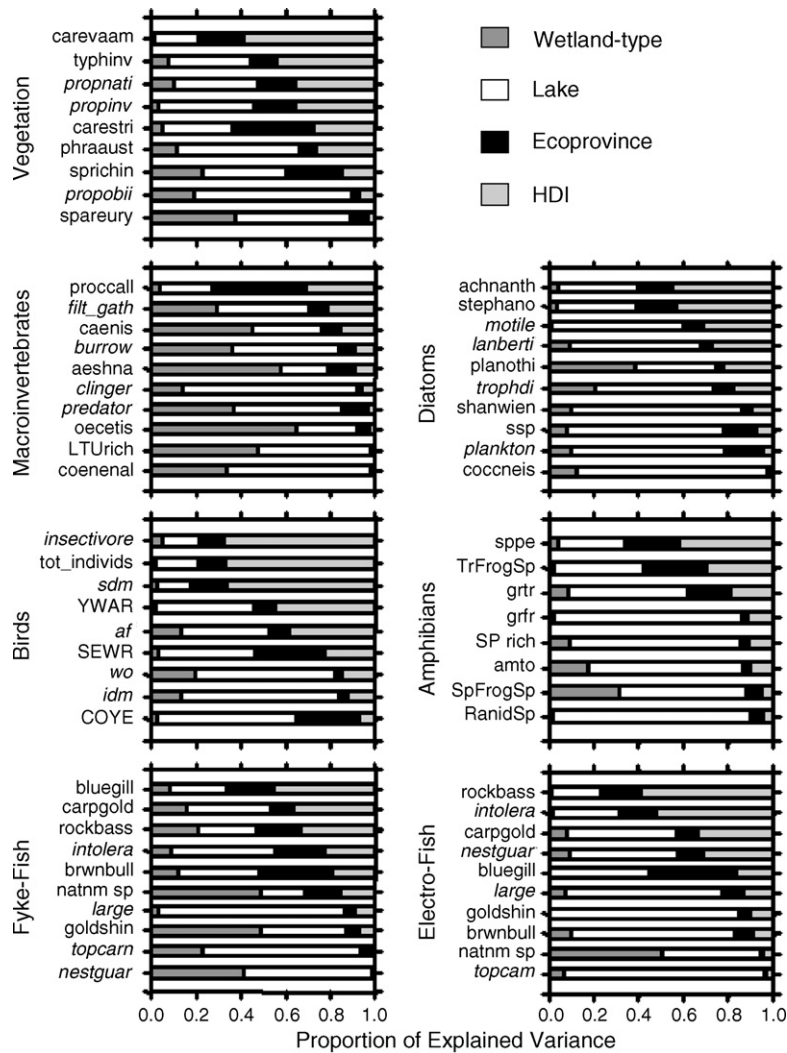 Wetland-type
Lake
Ecoprovince
HDI
Vegetation
carevaam
typhinv
propnati
propinv
carestri
phraaust
sprichin
propobii
spareury
Macroinvertebrates
proccall
filt_gath
caenis
burrow
aeshna
clinger
predator
oecetis
LTUrich
coenenal
Birds
insectivore
tot_individs
sdm
YWAR
af
SEWR
wo
idm
COYE
Fyke-Fish
bluegill
carpgold
rockbass
intolera
brwnbull
natnm sp
large
goldshin
topcarn
nestguar
0.0 0.2 0.4 0.6 0.8 1.0
Diatoms
achnanth
stephano
motile
lanberti
planothi
trophdi
shanwien
ssp
plankton
coccneis
Amphibians
sppe
TrFrogSp
grtr
grfr
SP rich
amto
SpFrogSp
RanidSp
Electro-Fish
rockbass
intolera
carpgold
nestguar
bluegill
large
goldshin
brwnbull
natnm sp
topcarn
0.0 0.2 0.4 0.6 0.8 1.0
Proportion of Explained Variance